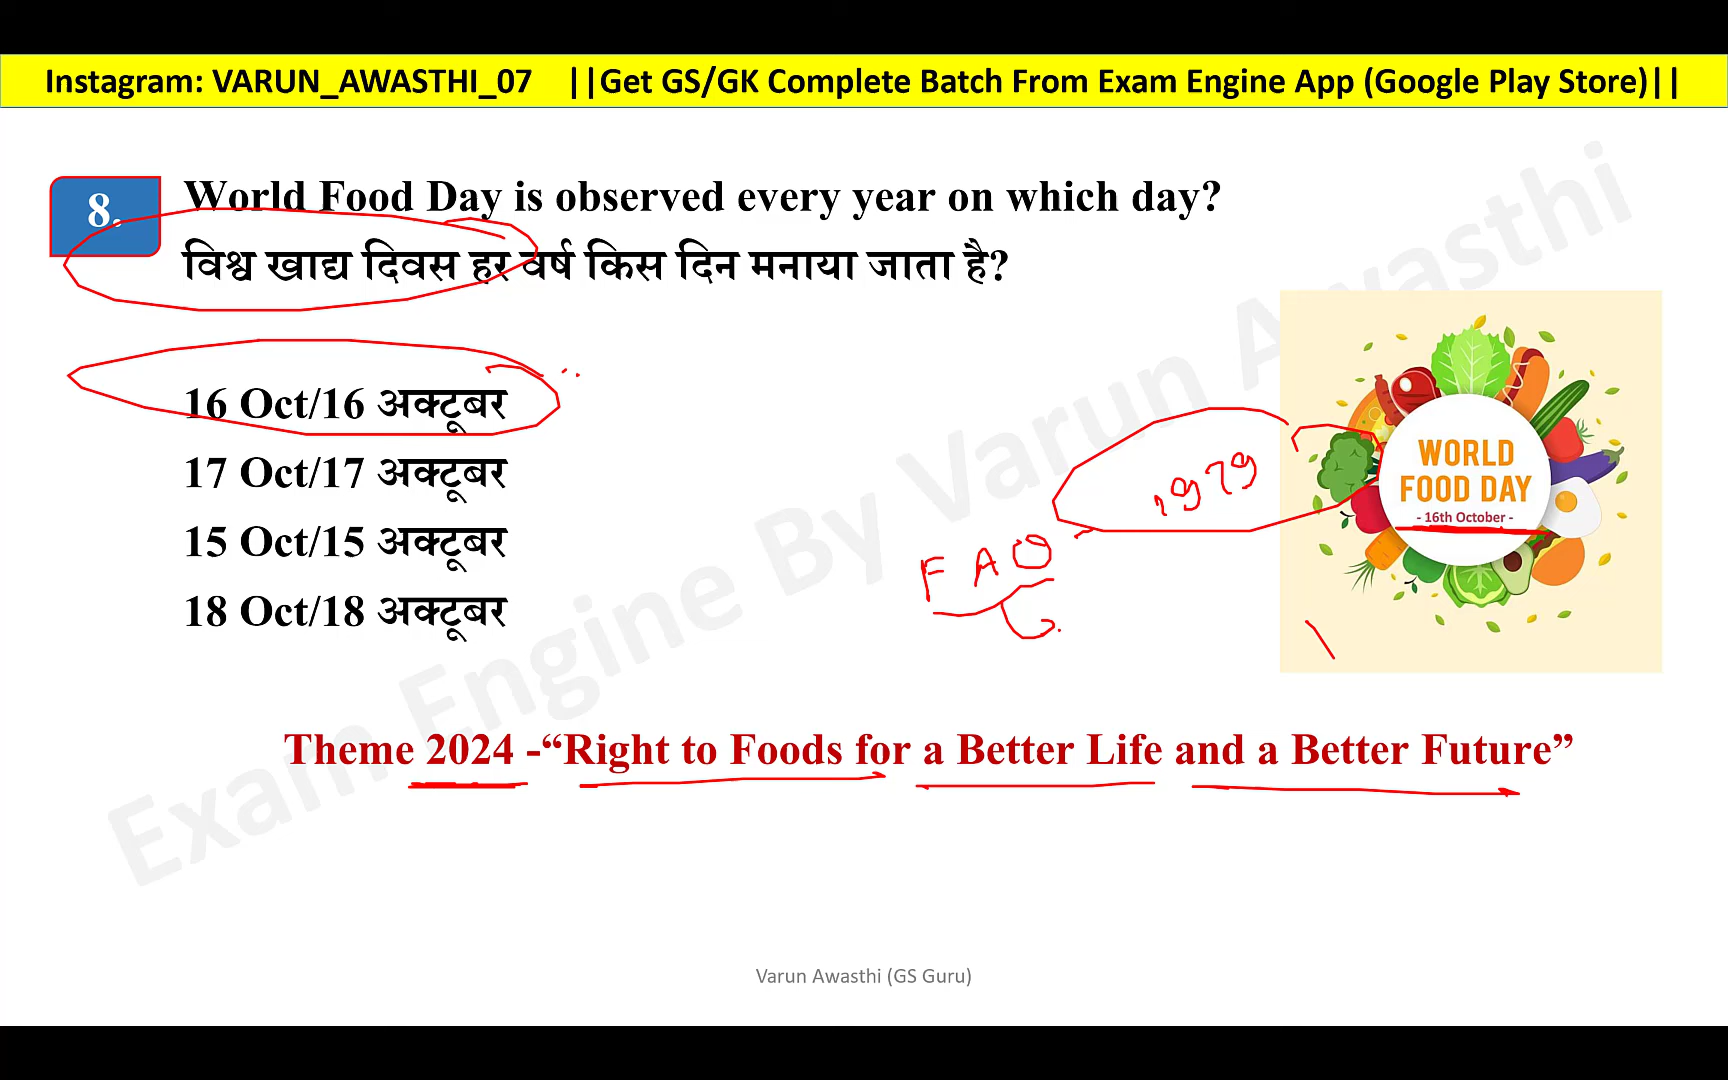 Instagram: VARUN_AWASTHI_07 ||Get GS/GK Complete Batch From Exam Engine App (Google Play Store)||
8.
World Food Day is observed every year on which day?
विश्व खाद्य दिवस हर वर्ष किस दिन मनाया जाता है?
16 Oct/16 अक्टूबर
17 Oct/17 अक्टूबर
15 Oct/15 अक्टूबर
18 Oct/18 अक्टूबर
1979
FAO
WORLD
FOOD DAY
- 16th October -
Theme 2024 -“Right to Foods for a Better Life and a Better Future”
Exam Engine By Varun Awasthi
Varun Awasthi (GS Guru)